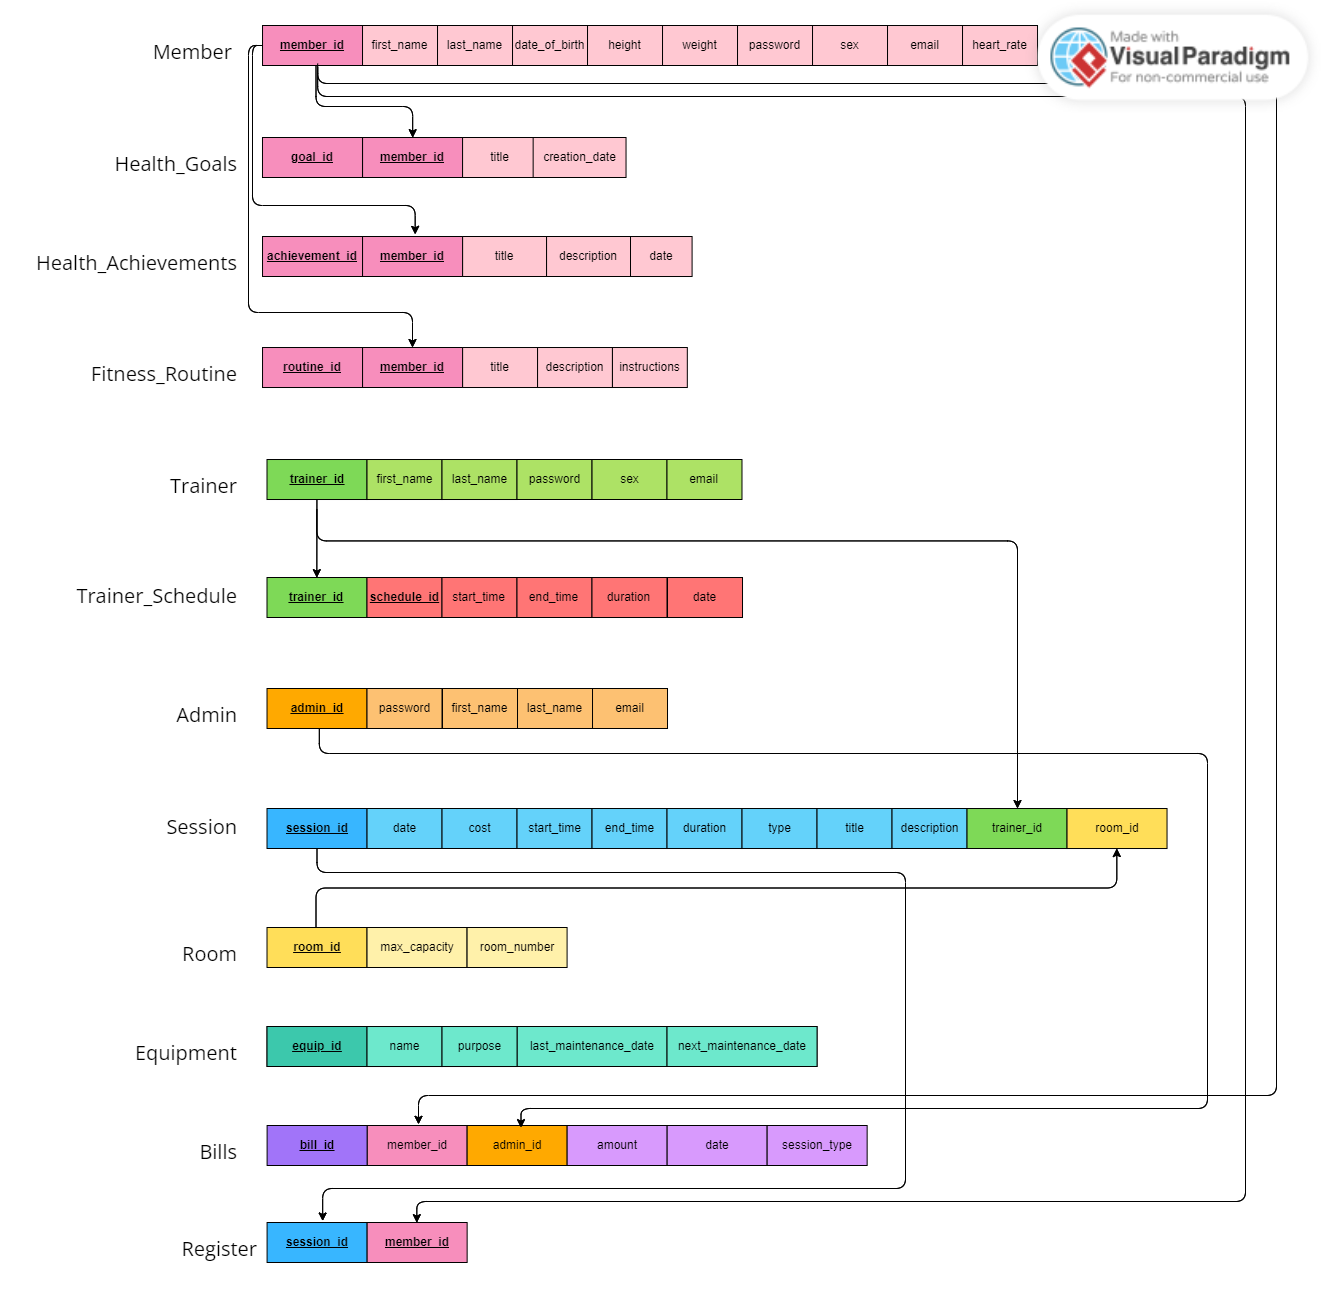 Member member_id first_name last_name date_of_birth height weight password sex email heart_rate
Made with
Visual Paradigm
For non-commercial use
Health_Goals goal_id member_id title creation_date
Health_Achievements achievement_id member_id title description date
Fitness_Routine routine_id member_id title description instructions
Trainer trainer_id first_name last_name password sex email
Trainer_Schedule trainer_id schedule_id start_time end_time duration date
Admin admin_id password first_name last_name email
Session session_id date cost start_time end_time duration type title description trainer_id room_id
Room room_id max_capacity room_number
Equipment equip_id name purpose last_maintenance_date next_maintenance_date
Bills bill_id member_id admin_id amount date session_type
Register session_id member_id